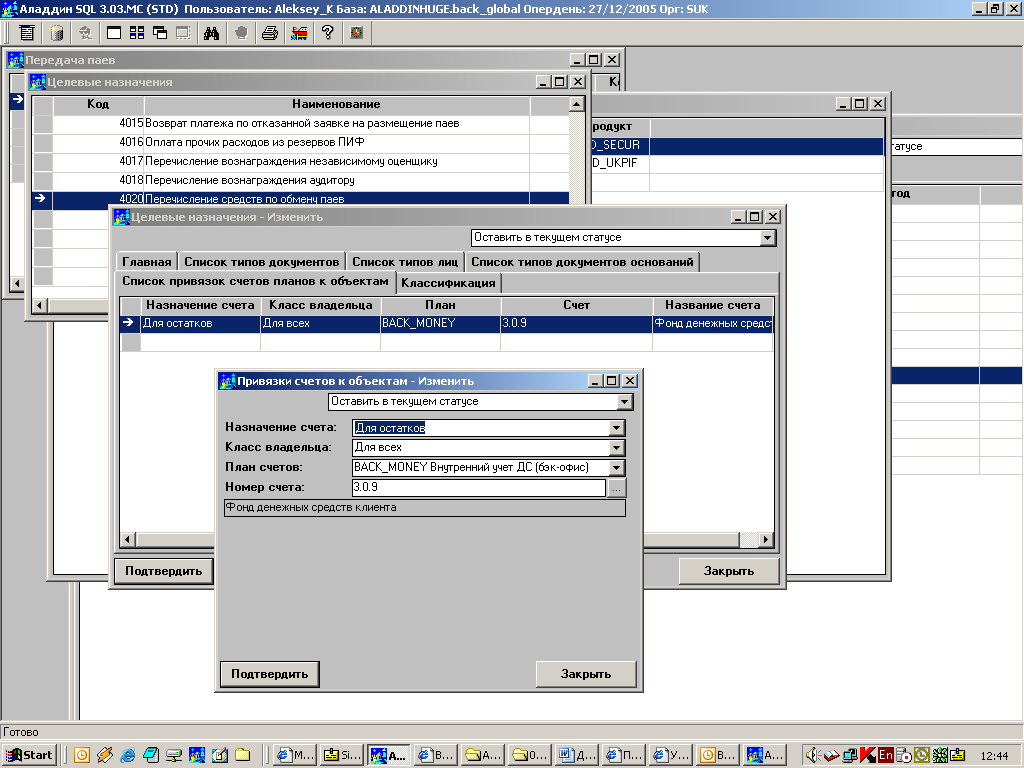 Аладдин SQL 3.03.MC (STD) Пользователь: Aleksey_K База: ALADDINHUGE.back_global Опердень: 27/12/2005 Орг: SUK
Передача паев
Целевые назначения
Код Наименование
4015 Возврат платежа по отказанной заявке на размещение паев
4016 Оплата прочих расходов из резервов ПИФ
4017 Перечисление вознаграждения независимому оценщику
4018 Перечисление вознаграждения аудитору
4020 Перечисление средств по обмену паев
родукт
D_SECUR
D_UKPIF
татусе
год
Целевые назначения - Изменить
Оставить в текущем статусе
Главная Список типов документов Список типов лиц Список типов документов оснований
Список привязок счетов планов к объектам Классификация
Назначение счета Класс владельца План Счет Название счета
Для остатков Для всех BACK_MONEY 3.0.9 Фонд денежных средст
Привязки счетов к объектам - Изменить
Оставить в текущем статусе
Назначение счета: Для остатков
Класс владельца: Для всех
План счетов: BACK_MONEY Внутренний учет ДС (бэк-офис)
Номер счета: 3.0.9 ...
Фонд денежных средств клиента
Подтвердить Закрыть
Подтвердить Закрыть
Готово
Start М... Si... А... В... А... О... Д... П... У... В... А... En 12:44